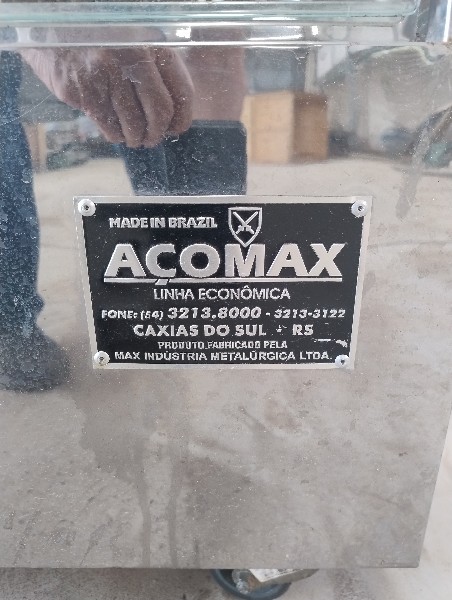 MADE IN BRAZIL
AÇOMAX
LINHA ECONÔMICA
FONE: (54) 3213.8000 - 3213-3122
CAXIAS DO SUL - RS
PRODUTO FABRICADO PELA
MAX INDÚSTRIA METALÚRGICA LTDA.